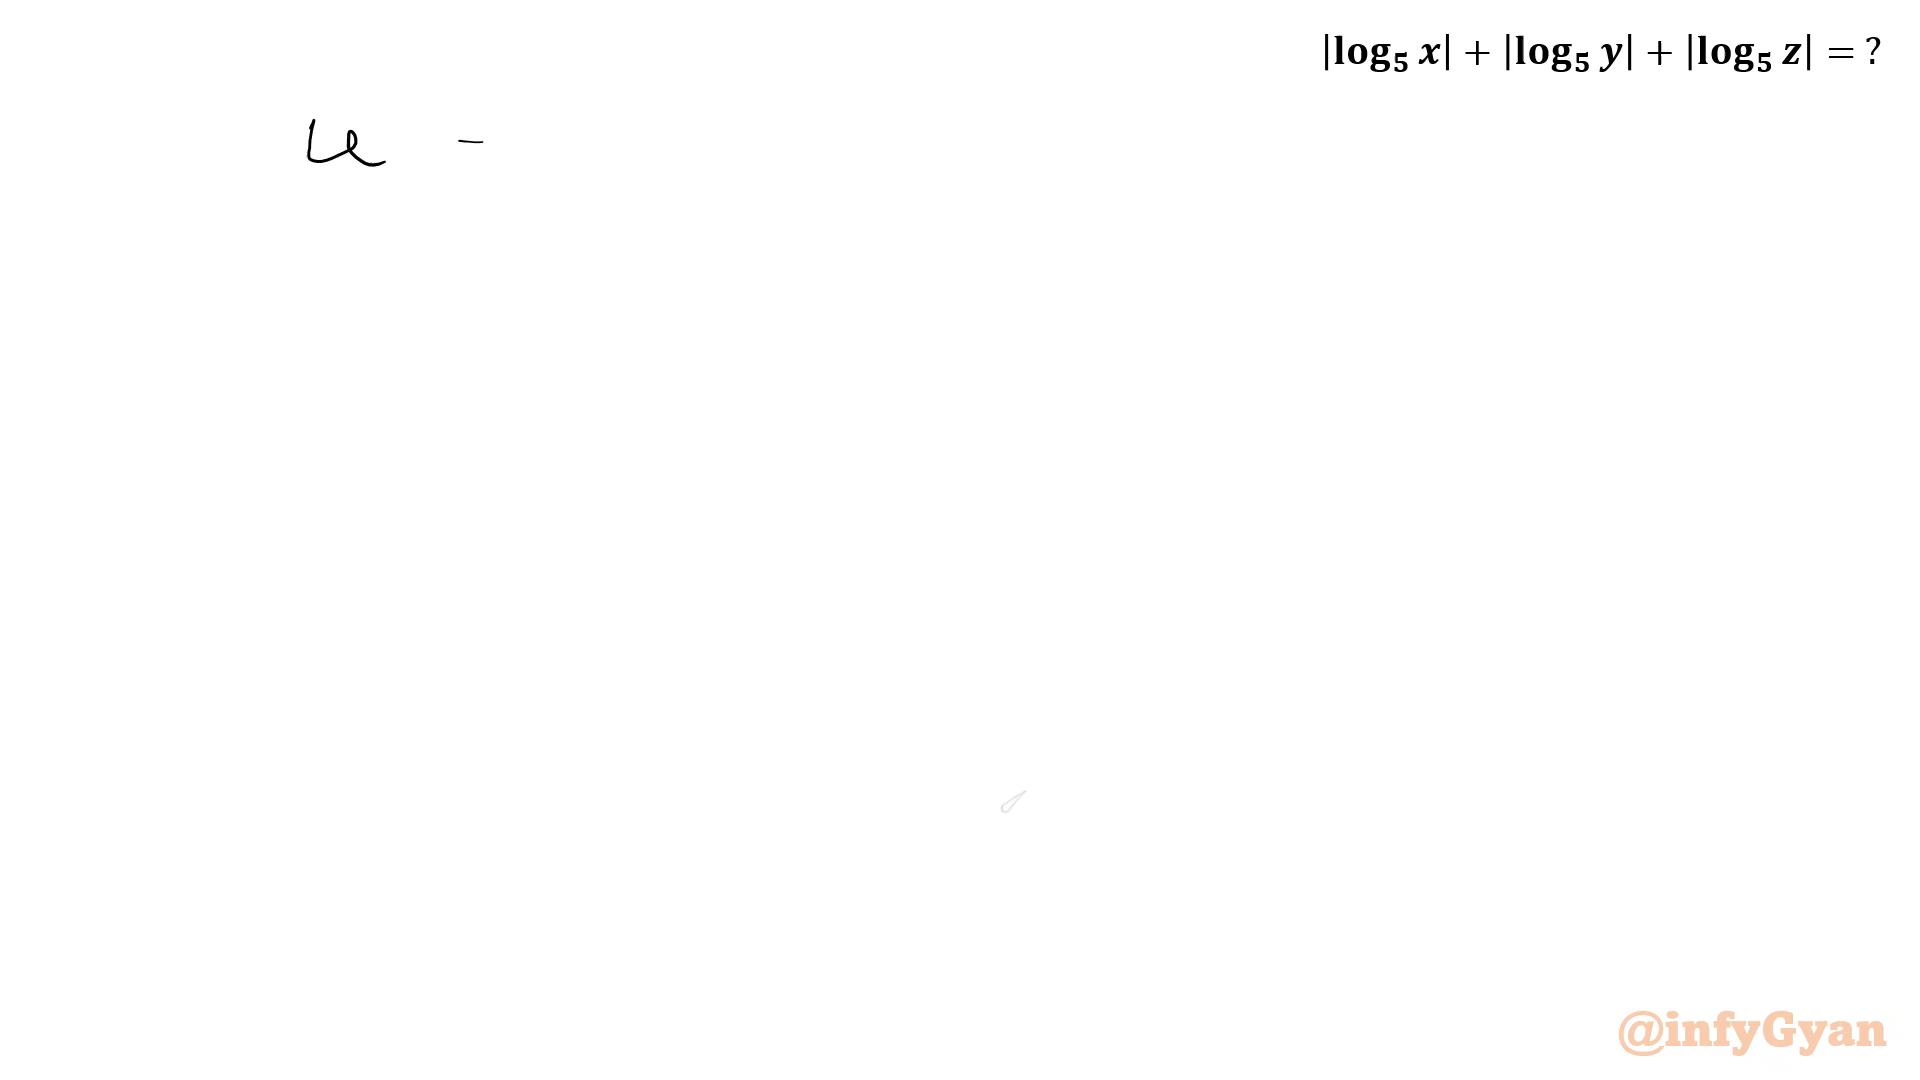 |log₅ x| + |log₅ y| + |log₅ z| = ?
u -
@infyGyan